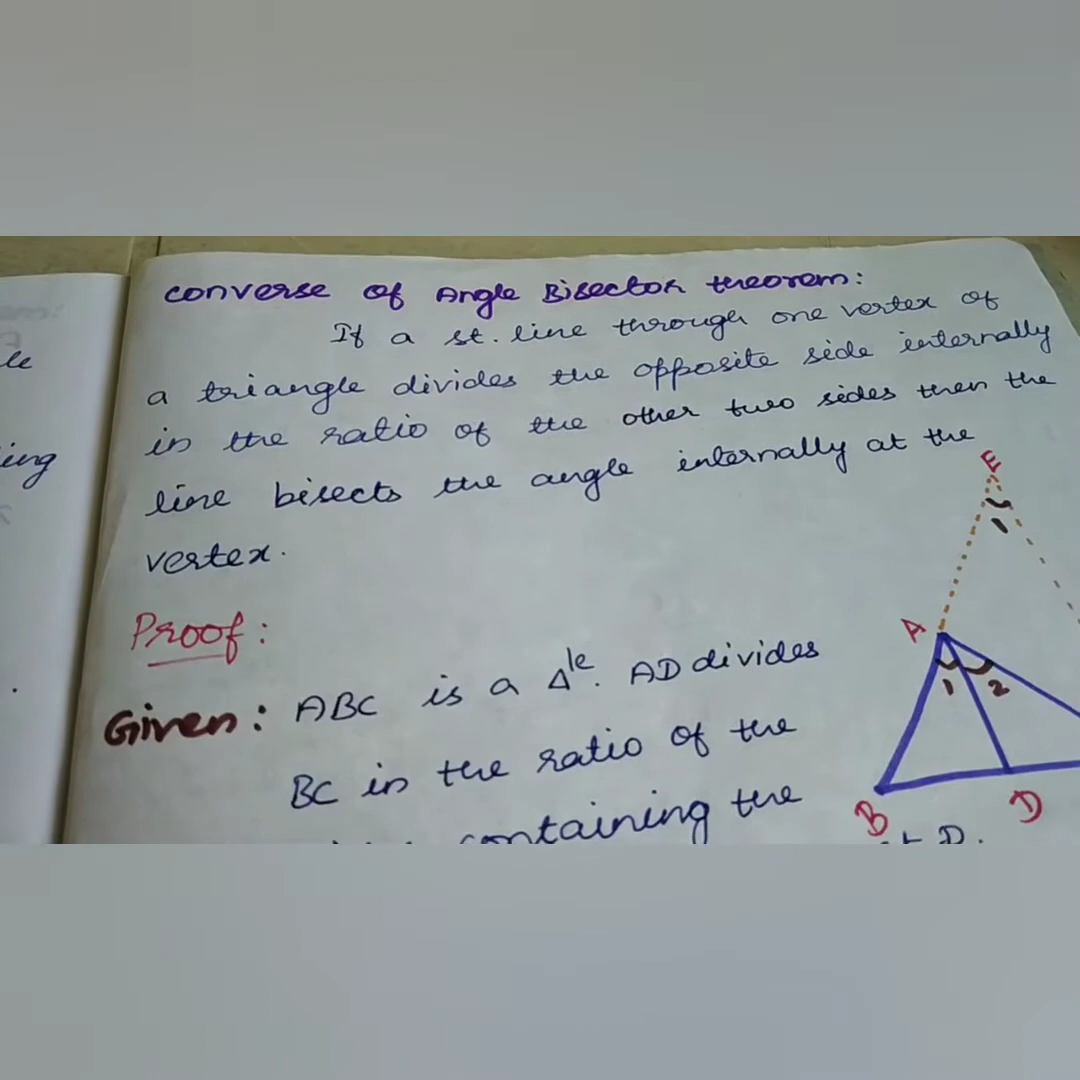 Converse of Angle Bisector theorem:
If a st. line through one vertex of
a triangle divides the opposite side internally
in the ratio of the other two sides then the
line bisects the angle internally at the
vertex.
Proof:
Given: ABC is a Δle. AD divides
BC in the ratio of the
containing the
D.
E
1
A
1 2
B D
ing